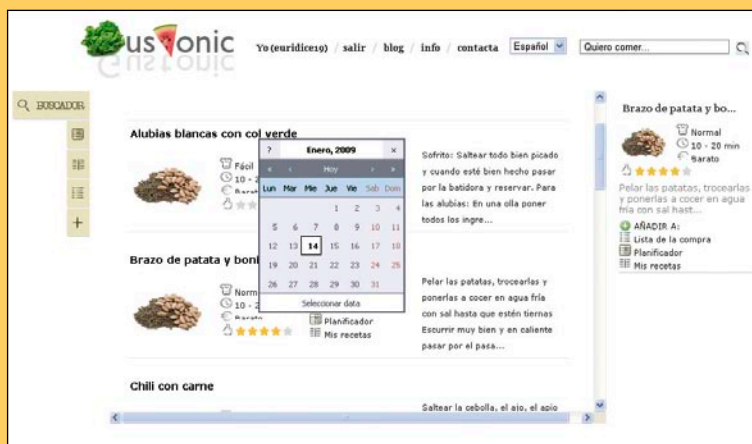 Gustonic
Yo (euridice19) / salir / blog / info / contacta
Español
Quiero comer...
BUSCADOR
Alubias blancas con col verde
Fácil
10 - 2
Barato
Sofrito: Saltear todo bien picado
y cuando esté bien hecho pasar
por la batidora y reservar. Para
las alubias: En una olla poner
todos los ingre...
? Enero, 2009 ×
« ‹ Hoy › »
Lun Mar Mie Jue Vie Sab Dom
1 2 3 4
5 6 7 8 9 10 11
12 13 14 15 16 17 18
19 20 21 22 23 24 25
26 27 28 29 30 31
Seleccionar data
Brazo de patata y boni
Norm
10 - 2
Barato
Planificador
Mis recetas
Pelar las patatas, trocearlas y
ponerlas a cocer en agua fría
con sal hasta que estén tiernas
Escurrir muy bien y en caliente
pasar por el pasa...
Chili con carne
Saltear la cebolla, el ajo, el apio
Brazo de patata y bo...
Normal
10 - 20 min
Barato
Pelar las patatas, trocearlas
y ponerlas a cocer en agua
fría con sal hast...
AÑADIR A:
Lista de la compra
Planificador
Mis recetas